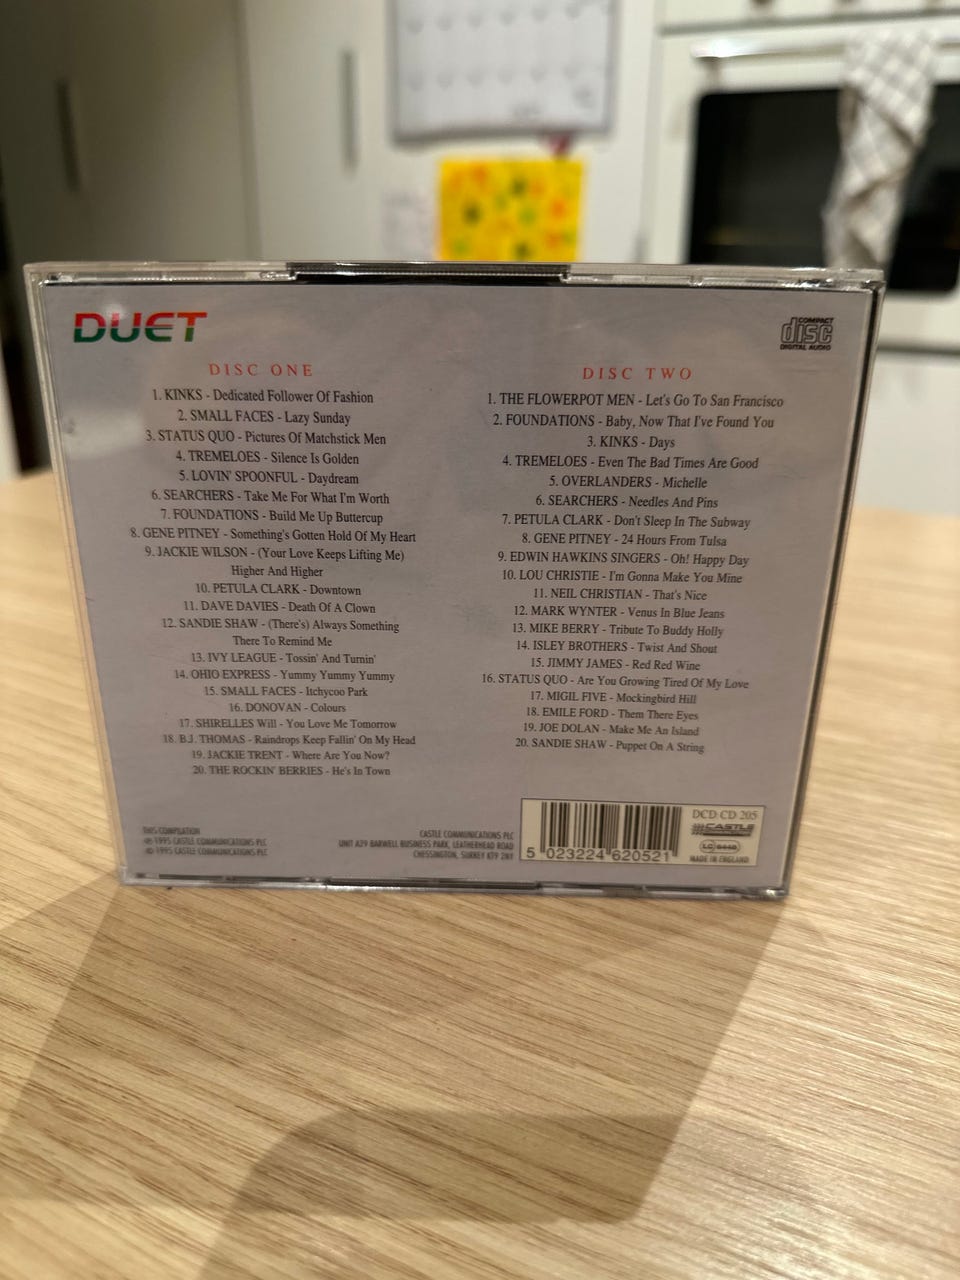 DUET
COMPACT
disc
DIGITAL AUDIO
DISC ONE
1. KINKS - Dedicated Follower Of Fashion
2. SMALL FACES - Lazy Sunday
3. STATUS QUO - Pictures Of Matchstick Men
4. TREMELOES - Silence Is Golden
5. LOVIN' SPOONFUL - Daydream
6. SEARCHERS - Take Me For What I'm Worth
7. FOUNDATIONS - Build Me Up Buttercup
8. GENE PITNEY - Something's Gotten Hold Of My Heart
9. JACKIE WILSON - (Your Love Keeps Lifting Me)
Higher And Higher
10. PETULA CLARK - Downtown
11. DAVE DAVIES - Death Of A Clown
12. SANDIE SHAW - (There's) Always Something
There To Remind Me
13. IVY LEAGUE - Tossin' And Turnin'
14. OHIO EXPRESS - Yummy Yummy Yummy
15. SMALL FACES - Itchycoo Park
16. DONOVAN - Colours
17. SHIRELLES Will - You Love Me Tomorrow
18. B.J. THOMAS - Raindrops Keep Fallin' On My Head
19. JACKIE TRENT - Where Are You Now?
20. THE ROCKIN' BERRIES - He's In Town
DISC TWO
1. THE FLOWERPOT MEN - Let's Go To San Francisco
2. FOUNDATIONS - Baby, Now That I've Found You
3. KINKS - Days
4. TREMELOES - Even The Bad Times Are Good
5. OVERLANDERS - Michelle
6. SEARCHERS - Needles And Pins
7. PETULA CLARK - Don't Sleep In The Subway
8. GENE PITNEY - 24 Hours From Tulsa
9. EDWIN HAWKINS SINGERS - Oh! Happy Day
10. LOU CHRISTIE - I'm Gonna Make You Mine
11. NEIL CHRISTIAN - That's Nice
12. MARK WYNTER - Venus In Blue Jeans
13. MIKE BERRY - Tribute To Buddy Holly
14. ISLEY BROTHERS - Twist And Shout
15. JIMMY JAMES - Red Red Wine
16. STATUS QUO - Are You Growing Tired Of My Love
17. MIGIL FIVE - Mockingbird Hill
18. EMILE FORD - Them There Eyes
19. JOE DOLAN - Make Me An Island
20. SANDIE SHAW - Puppet On A String
THIS COMPILATION
℗ 1995 CASTLE COMMUNICATIONS PLC
© 1995 CASTLE COMMUNICATIONS PLC
CASTLE COMMUNICATIONS PLC
UNIT A29 BARWELL BUSINESS PARK, LEATHERHEAD ROAD
CHESSINGTON, SURREY KT9 2NY
5 023224 620521
DCD CD 205
CASTLE
LC 6448
MADE IN ENGLAND